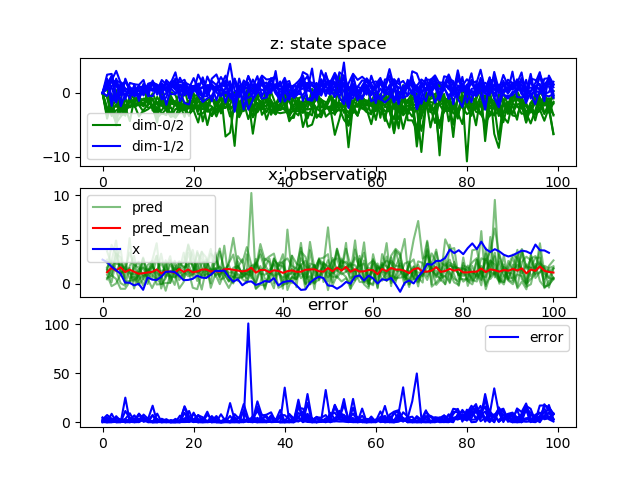 z: state space
0
−10
dim-0/2
dim-1/2
0 20 40 60 80 100
x: observation
10
5
0
pred
pred_mean
x
0 20 40 60 80 100
error
100
50
0
error
0 20 40 60 80 100